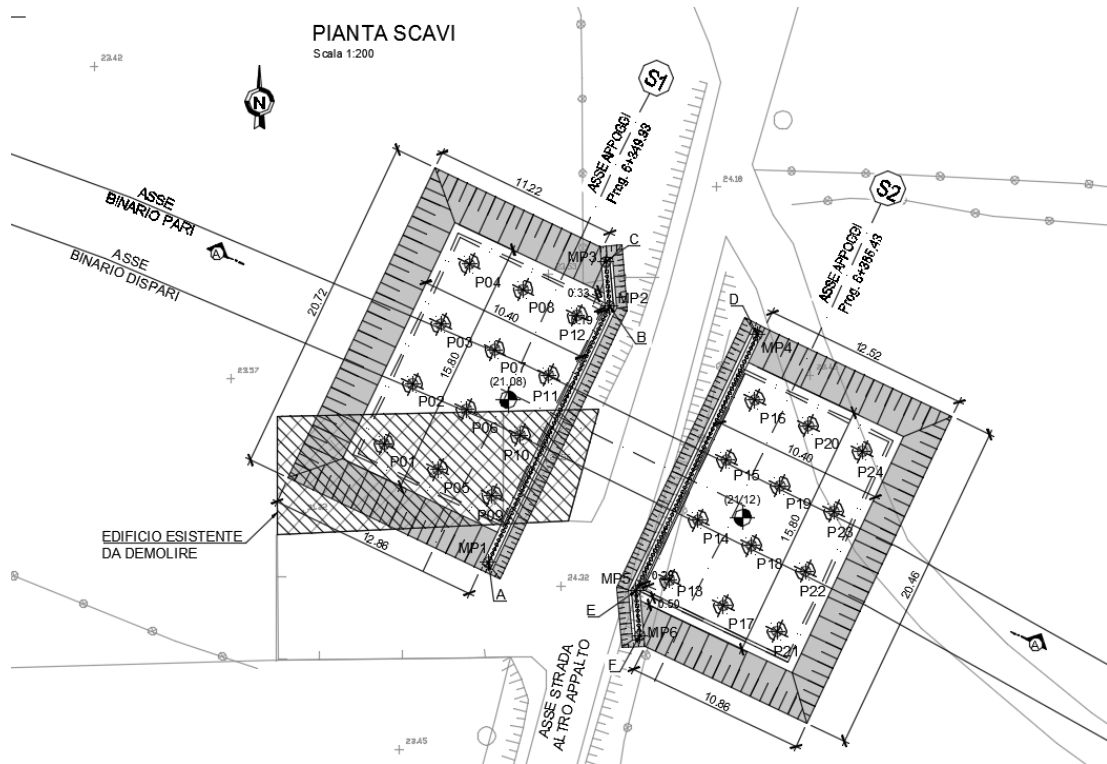 PIANTA SCAVI
Scala 1:200
23.42
N
S1
ASSE APPOGGI
Prog. 6+349.93
24.18
S2
ASSE APPOGGI
Prog. 6+365.43
ASSE
BINARIO PARI
ASSE
BINARIO DISPARI
A
11.22
C
MP3
MP2
B
0.33
P04
P08
P12
20.72
10.40
P03
P07
P11
15.80
(21.08)
P02
P06
P10
23.37
P01
P05
P09
D
MP4
12.52
P16
P20
P24
10.40
P15
P19
P23
(21/12)
15.80
P14
P18
P22
20.46
EDIFICIO ESISTENTE
DA DEMOLIRE
12.86
MP1
A
24.32
MP5
P13
E
0.50
P17
P21
MP6
F
A
10.86
ASSE STRADA
ALTRO APPALTO
23.45